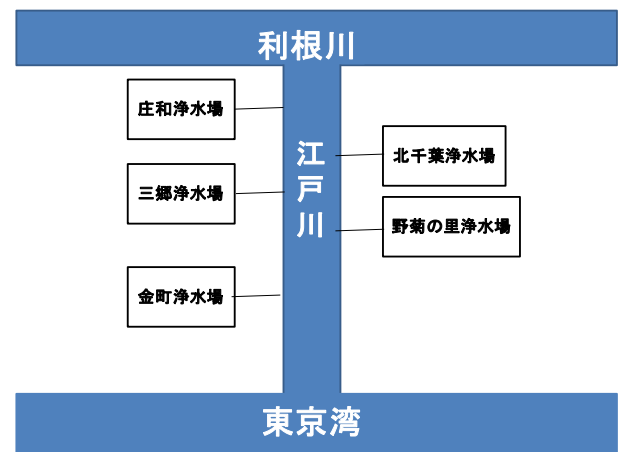 利根川
庄和浄水場
江戸川
北千葉浄水場
三郷浄水場
野菊の里浄水場
金町浄水場
東京湾